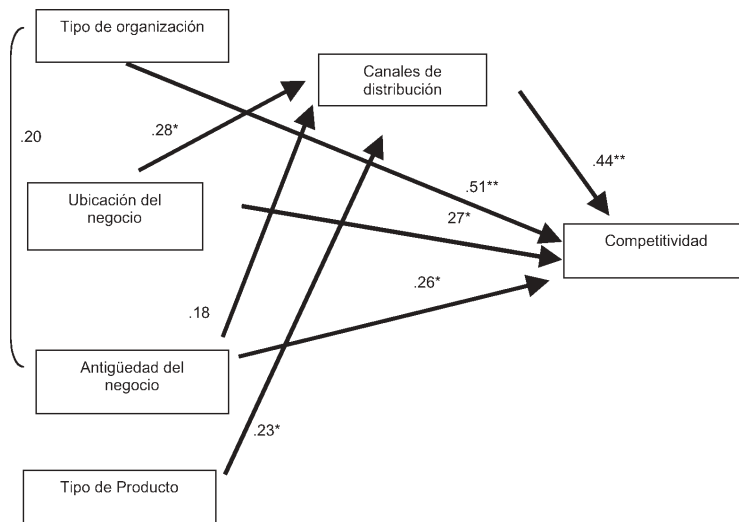 Tipo de organización
Canales de
distribución
.28*
.20
.44**
.51**
Ubicación del
negocio
27*
Competitividad
.26*
.18
Antigüedad del
negocio
.23*
Tipo de Producto